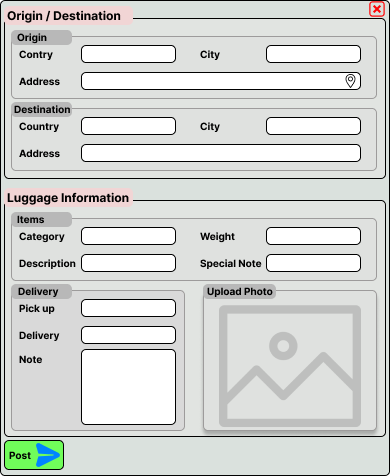 Origin / Destination
Origin
Contry City
Address
Destination
Country City
Address
Luggage Information
Items
Category Weight
Description Special Note
Delivery Upload Photo
Pick up
Delivery
Note
Post